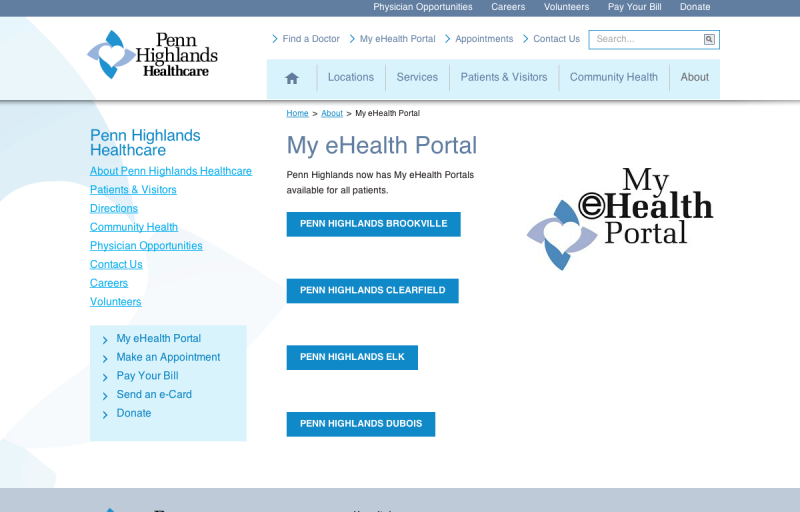 Physician Opportunities Careers Volunteers Pay Your Bill Donate
Penn
Highlands
Healthcare
Find a Doctor My eHealth Portal Appointments Contact Us Search...
Locations Services Patients & Visitors Community Health About
Home > About > My eHealth Portal
Penn Highlands
Healthcare
About Penn Highlands Healthcare
Patients & Visitors
Directions
Community Health
Physician Opportunities
Contact Us
Careers
Volunteers
My eHealth Portal
Make an Appointment
Pay Your Bill
Send an e-Card
Donate
My eHealth Portal
Penn Highlands now has My eHealth Portals
available for all patients.
PENN HIGHLANDS BROOKVILLE
PENN HIGHLANDS CLEARFIELD
PENN HIGHLANDS ELK
PENN HIGHLANDS DUBOIS
My
eHealth
Portal